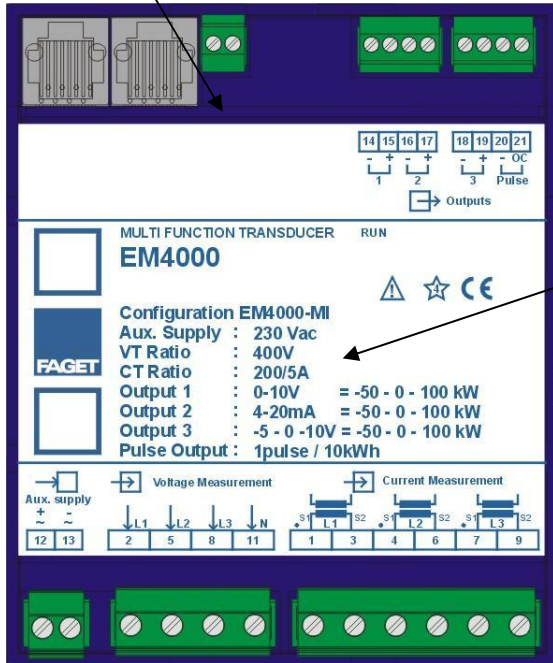 14 15 16 17 18 19 20 21
- + - + - + - OC
1 2 3 Pulse
Outputs
MULTI FUNCTION TRANSDUCER RUN
EM4000
Configuration EM4000-MI
Aux. Supply : 230 Vac
VT Ratio : 400V
CT Ratio : 200/5A
Output 1 : 0-10V = -50 - 0 - 100 kW
Output 2 : 4-20mA = -50 - 0 - 100 kW
Output 3 : -5 - 0 -10V = -50 - 0 - 100 kW
Pulse Output : 1pulse / 10kWh
FAGET
CE
Aux. supply
+ -
~ ~
12 13
Voltage Measurement
L1 L2 L3 N
2 5 8 11
Current Measurement
S1 L1 S2 S1 L2 S1 L3 S2
1 3 4 6 7 9